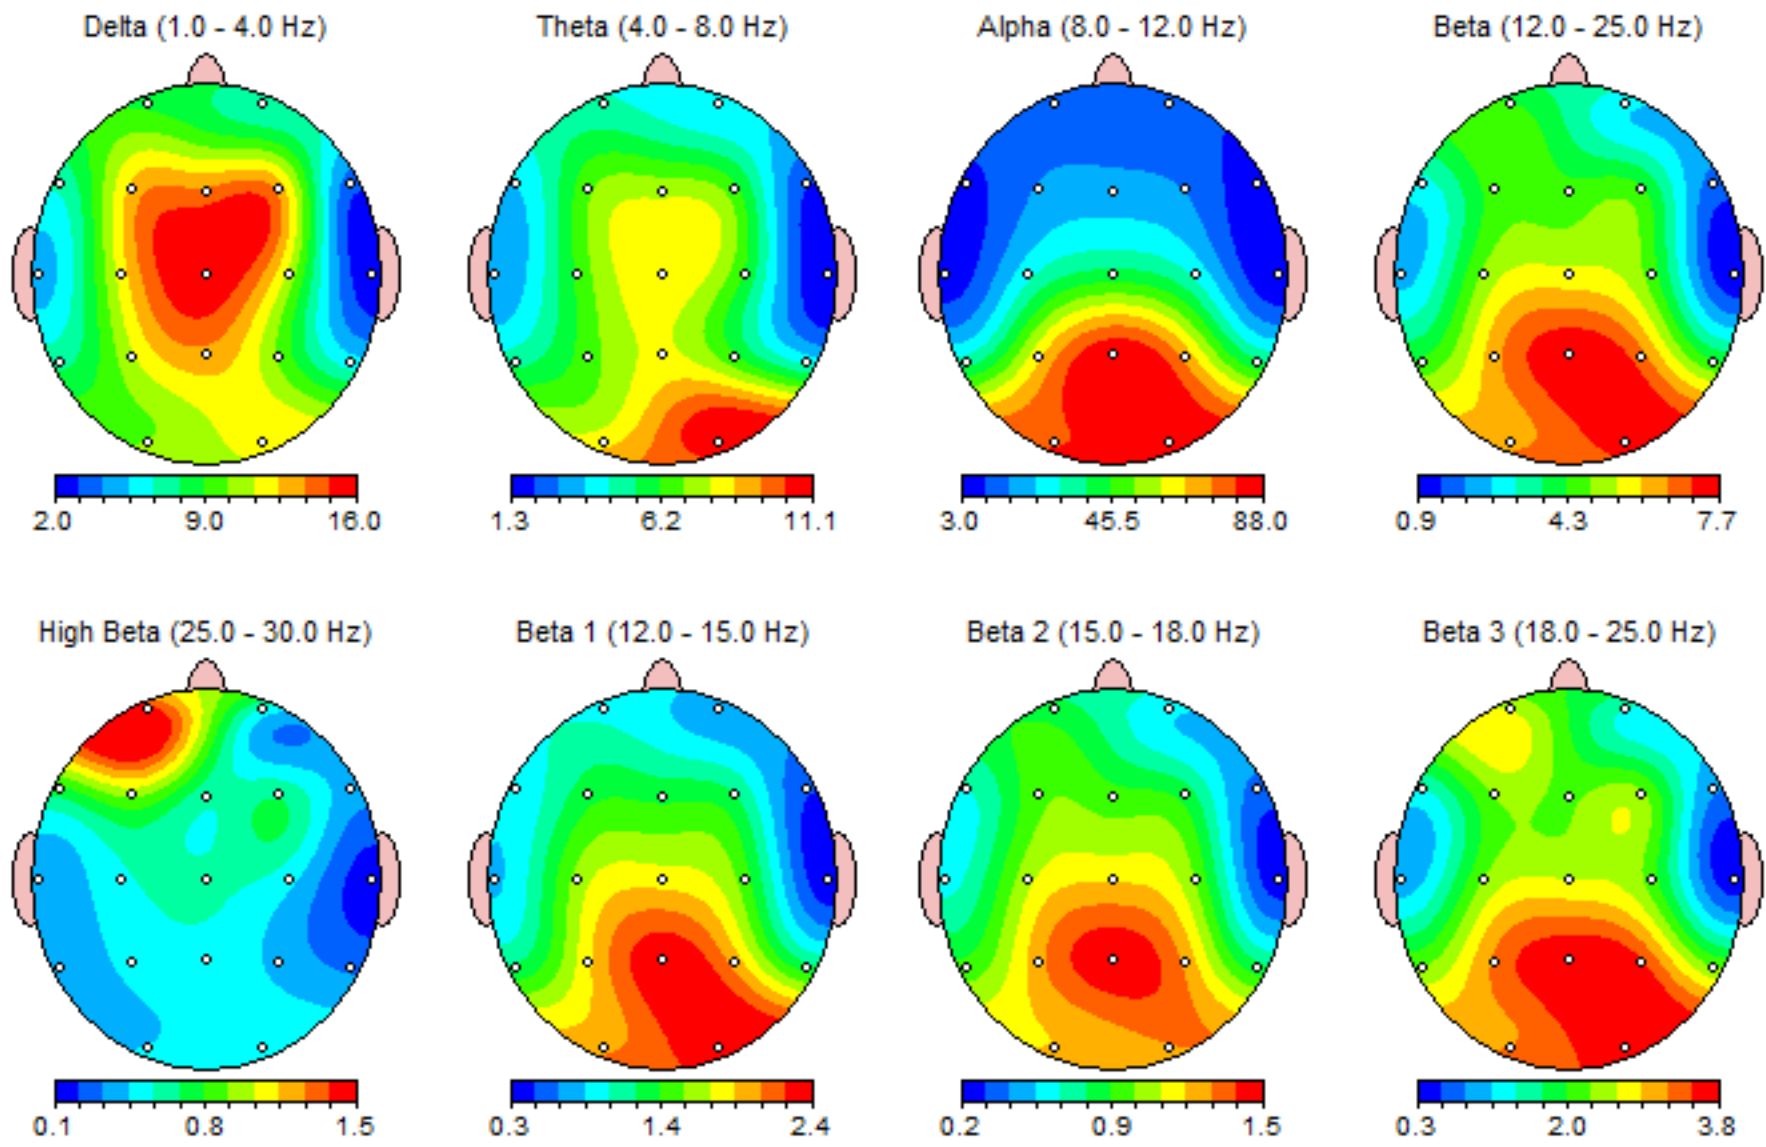 Delta (1.0 - 4.0 Hz) Theta (4.0 - 8.0 Hz) Alpha (8.0 - 12.0 Hz) Beta (12.0 - 25.0 Hz)
2.0 9.0 16.0 1.3 6.2 11.1 3.0 45.5 88.0 0.9 4.3 7.7
High Beta (25.0 - 30.0 Hz) Beta 1 (12.0 - 15.0 Hz) Beta 2 (15.0 - 18.0 Hz) Beta 3 (18.0 - 25.0 Hz)
0.1 0.8 1.5 0.3 1.4 2.4 0.2 0.9 1.5 0.3 2.0 3.8